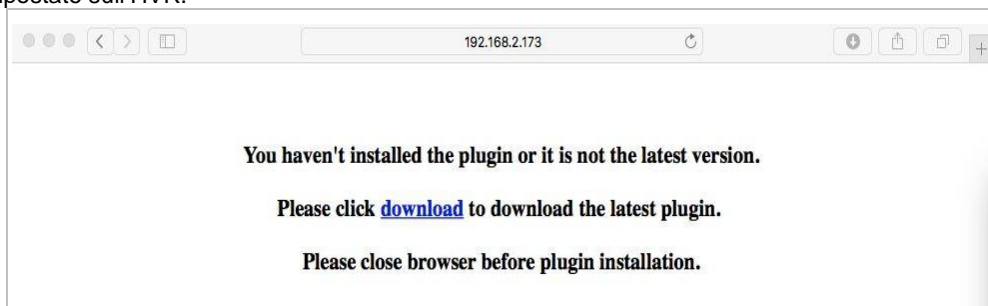 192.168.2.173
You haven't installed the plugin or it is not the latest version.
Please click download to download the latest plugin.
Please close browser before plugin installation.